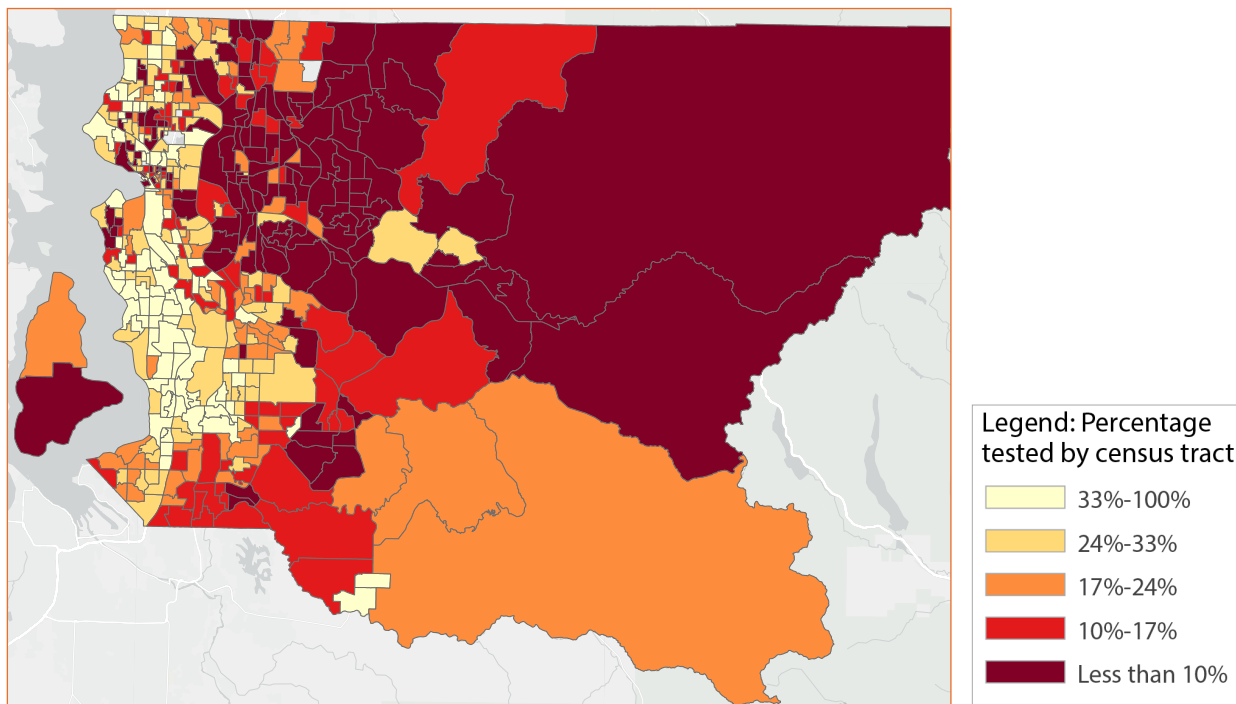 Legend: Percentage
tested by census tract
33%-100%
24%-33%
17%-24%
10%-17%
Less than 10%